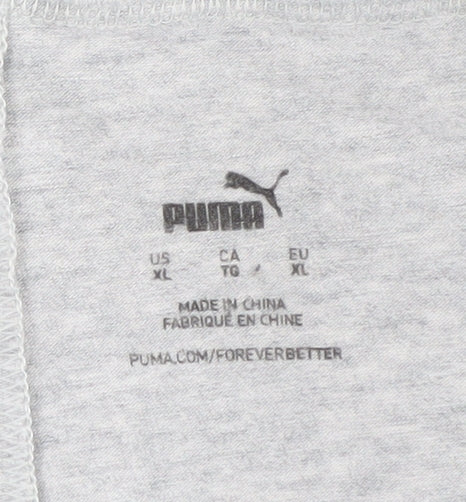 PUMA
US CA EU
XL TG XL
MADE IN CHINA
FABRIQUÉ EN CHINE
PUMA.COM/FOREVERBETTER